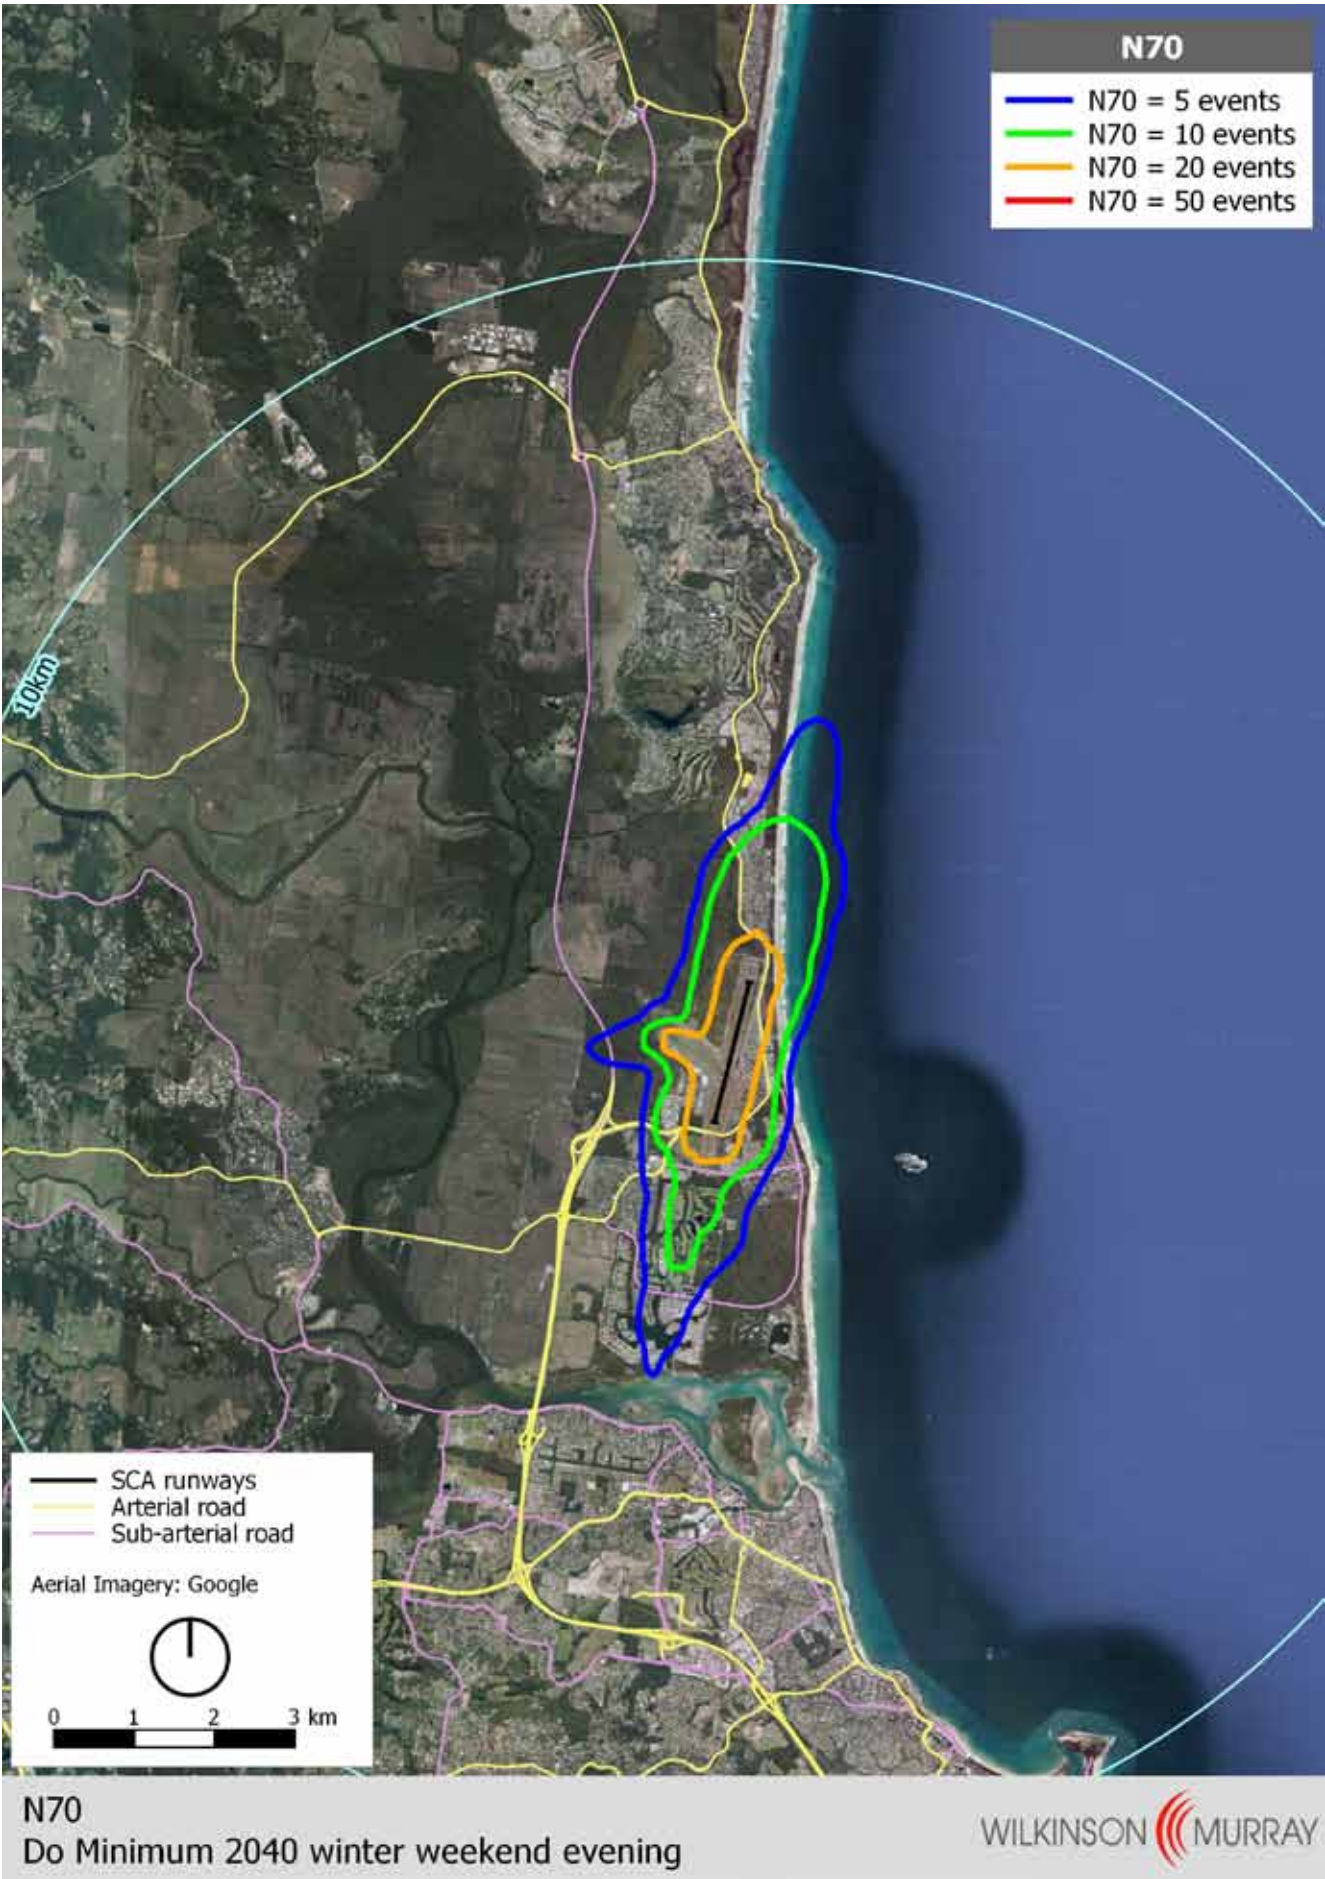 N70
N70 = 5 events
N70 = 10 events
N70 = 20 events
N70 = 50 events
10km
SCA runways
Arterial road
Sub-arterial road
Aerial Imagery: Google
0 1 2 3 km
N70
Do Minimum 2040 winter weekend evening
WILKINSON MURRAY